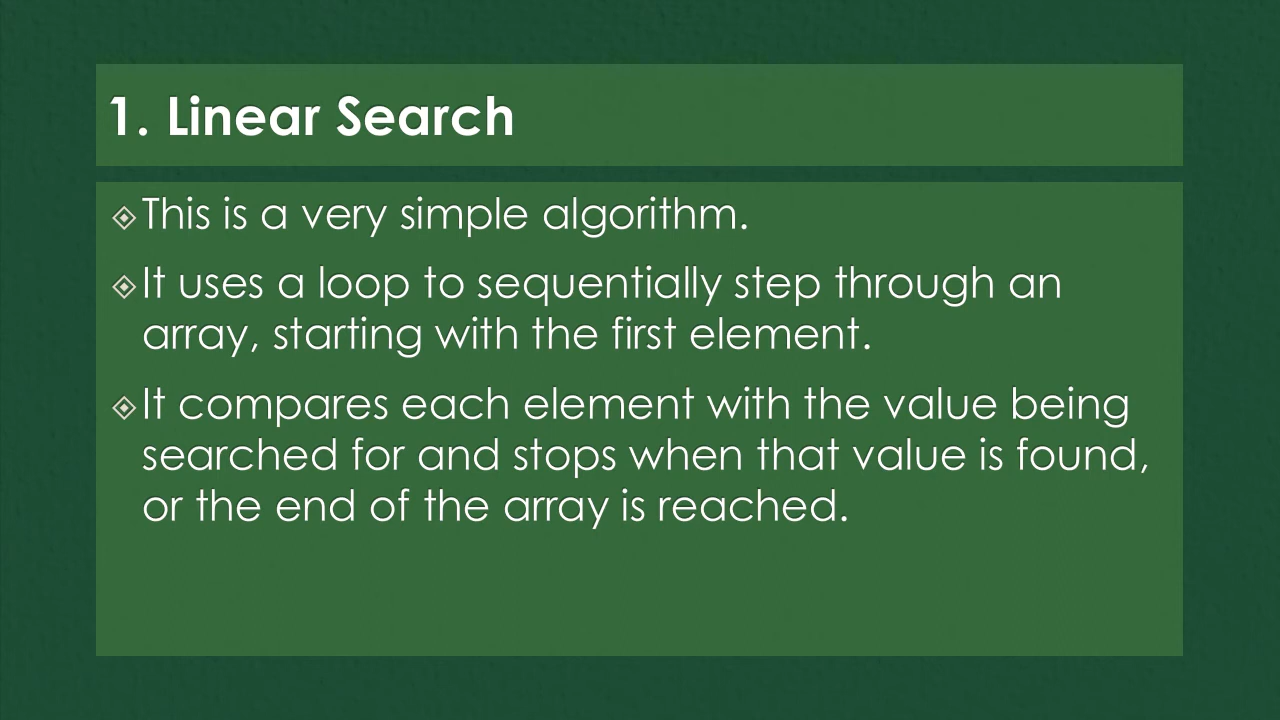 1. Linear Search
This is a very simple algorithm.
It uses a loop to sequentially step through an
array, starting with the first element.
It compares each element with the value being
searched for and stops when that value is found,
or the end of the array is reached.